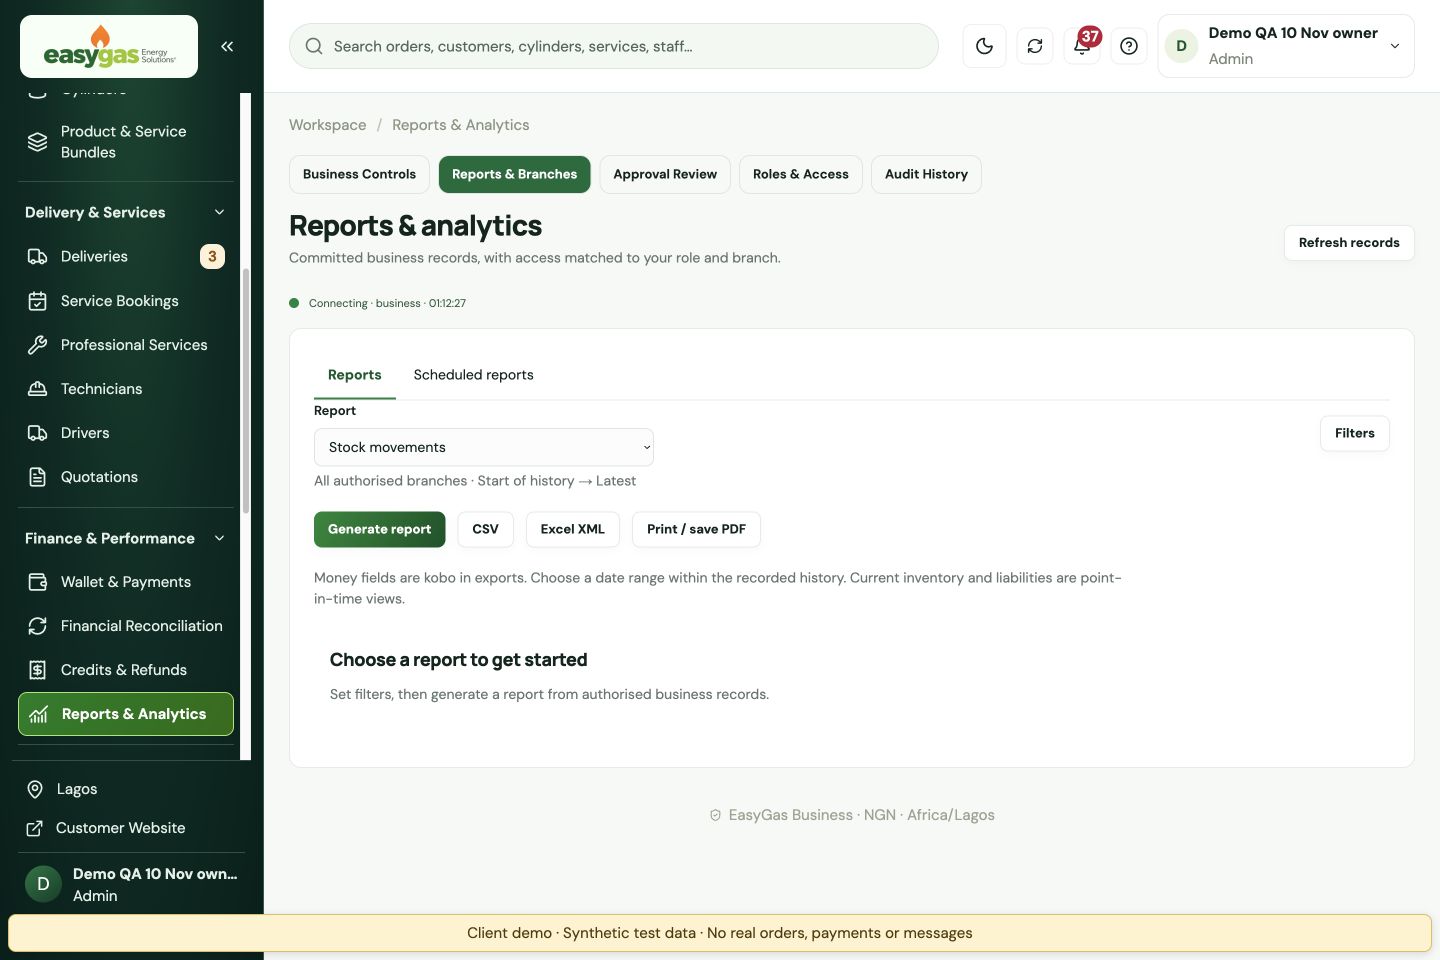 easygas Energy Solutions
Cylinders
Product & Service
Bundles
Delivery & Services
Deliveries 3
Service Bookings
Professional Services
Technicians
Drivers
Quotations
Finance & Performance
Wallet & Payments
Financial Reconciliation
Credits & Refunds
Reports & Analytics
Lagos
Customer Website
D
Demo QA 10 Nov own...
Admin
Search orders, customers, cylinders, services, staff...
37
D
Demo QA 10 Nov owner
Admin
Workspace / Reports & Analytics
Business Controls
Reports & Branches
Approval Review
Roles & Access
Audit History
Reports & analytics
Committed business records, with access matched to your role and branch.
Refresh records
Connecting · business · 01:12:27
Reports
Scheduled reports
Report
Stock movements
Filters
All authorised branches · Start of history → Latest
Generate report
CSV
Excel XML
Print / save PDF
Money fields are kobo in exports. Choose a date range within the recorded history. Current inventory and liabilities are point-
in-time views.
Choose a report to get started
Set filters, then generate a report from authorised business records.
EasyGas Business · NGN · Africa/Lagos
Client demo · Synthetic test data · No real orders, payments or messages